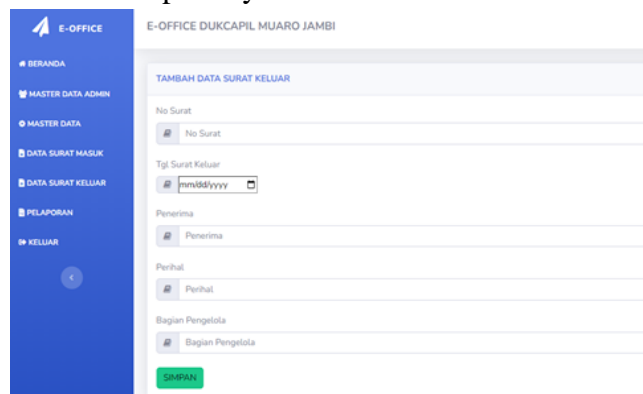 E-OFFICE
E-OFFICE DUKCAPIL MUARO JAMBI
BERANDA
MASTER DATA ADMIN
MASTER DATA
DATA SURAT MASUK
DATA SURAT KELUAR
PELAPORAN
KELUAR
TAMBAH DATA SURAT KELUAR
No Surat
No Surat
Tgl Surat Keluar
mm/dd/yyyy
Penerima
Penerima
Perihal
Perihal
Bagian Pengelola
Bagian Pengelola
SIMPAN